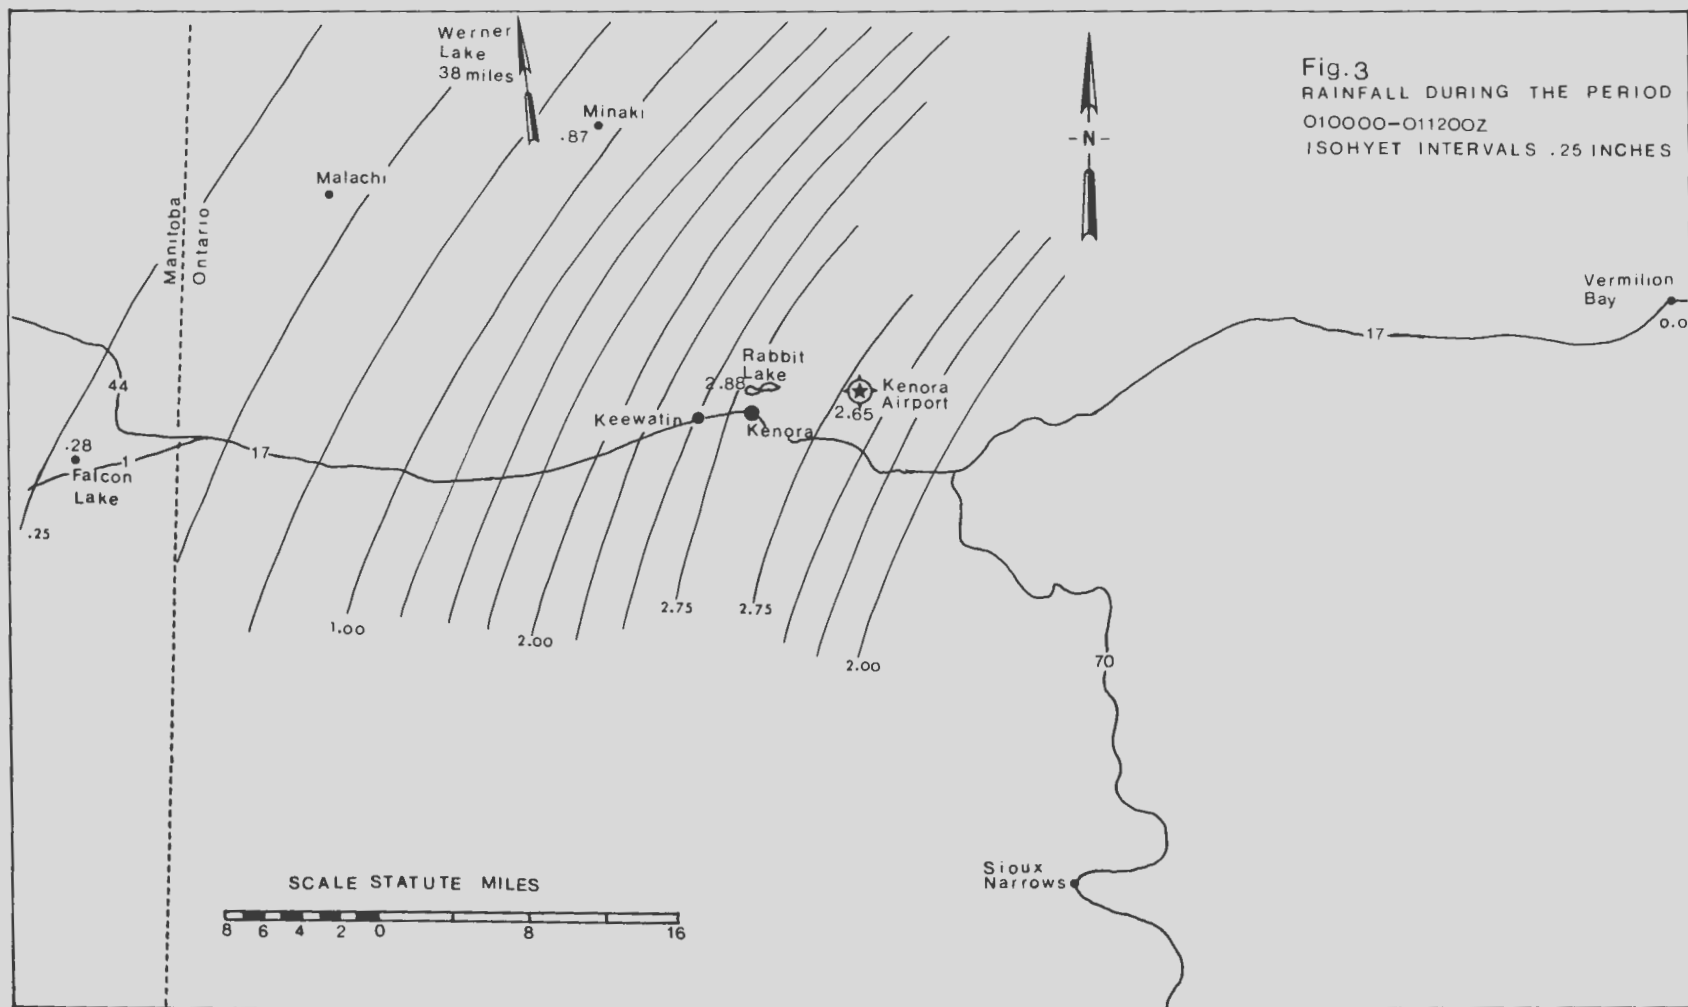 Fig.3
RAINFALL DURING THE PERIOD
010000-011200Z
ISOHYET INTERVALS .25 INCHES
Werner
Lake
38 miles
Minaki
.87
Malachi
Manitoba
Ontario
-N-
Vermilion
Bay
0.0
17
44
Rabbit
Lake
2.88
Kenora
Airport
2.65
Keewatin
Kenora
.28
1
17
Falcon
Lake
.25
1.00
2.00
2.75
2.75
2.00
70
Sioux
Narrows
SCALE STATUTE MILES
8 6 4 2 0 8 16